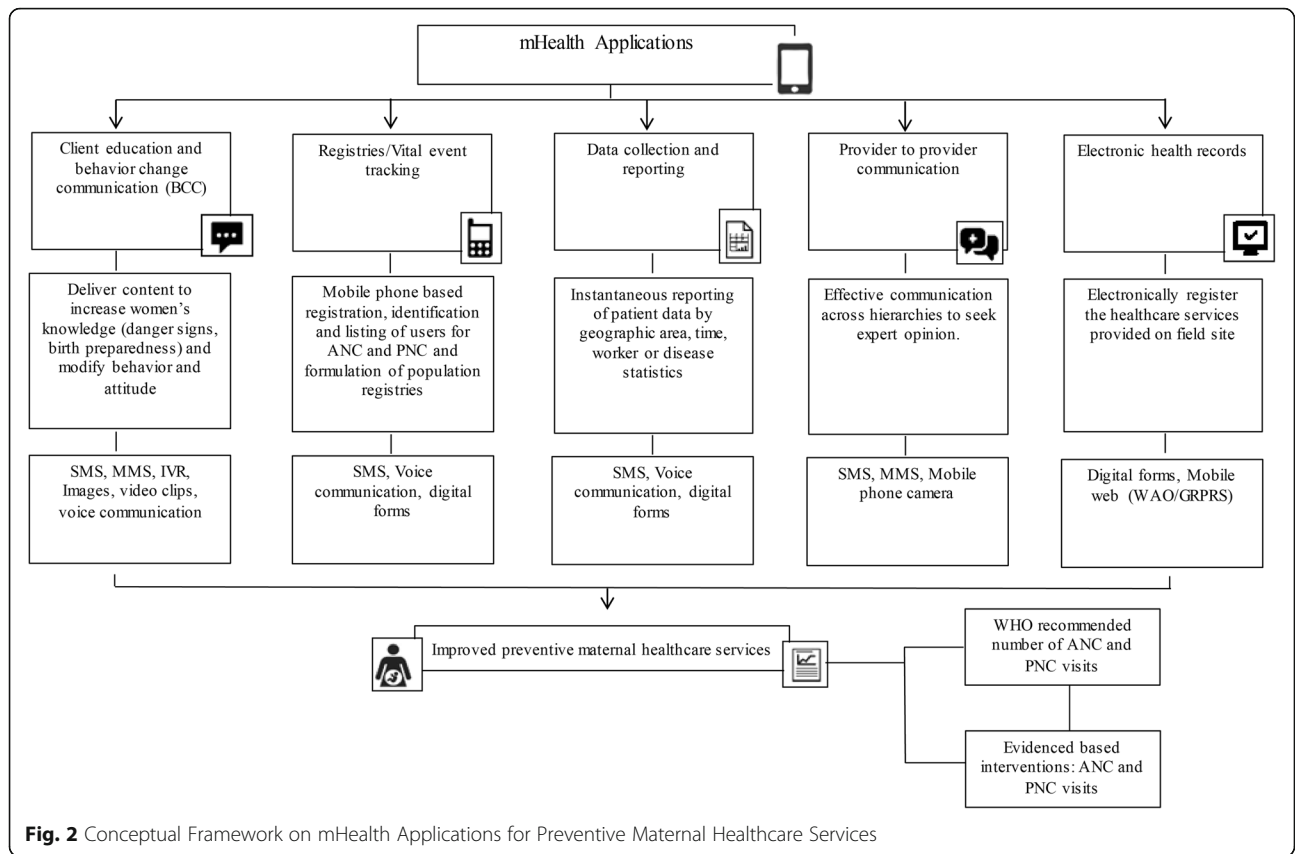 mHealth Applications
Client education and
behavior change
communication (BCC)
Registries/Vital event
tracking
Data collection and
reporting
Provider to provider
communication
Electronic health records
Deliver content to
increase women's
knowledge (danger signs,
birth preparedness) and
modify behavior and
attitude
Mobile phone based
registration, identification
and listing of users for
ANC and PNC and
formulation of population
registries
Instantaneous reporting
of patient data by
geographic area, time,
worker or disease
statistics
Effective communication
across hierarchies to seek
expert opinion.
Electronically register
the healthcare services
provided on field site
SMS, MMS, IVR,
Images, video clips,
voice communication
SMS, Voice
communication, digital
forms
SMS, Voice
communication, digital
forms
SMS, MMS, Mobile
phone camera
Digital forms, Mobile
web (WAO/GRPRS)
Improved preventive maternal healthcare services
WHO recommended
number of ANC and
PNC visits
Evidenced based
interventions: ANC and
PNC visits
Fig. 2 Conceptual Framework on mHealth Applications for Preventive Maternal Healthcare Services